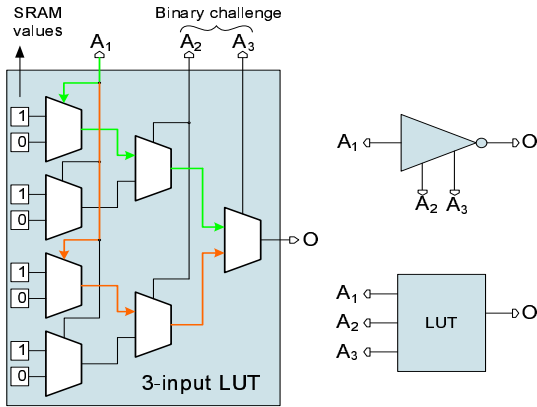 SRAM
values
Binary challenge
A1
A2
A3
1
0
1
0
1
0
1
0
O
3-input LUT
A1
O
A2
A3
A1
A2
A3
LUT
O